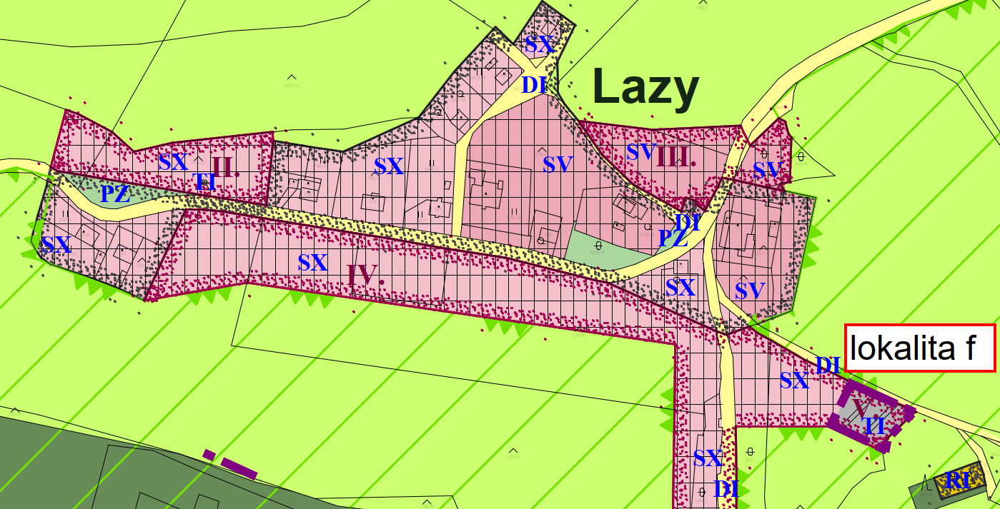 SX
DI
Lazy
SX
II.
TI
SX
SV
SV
III.
SV
PZ
DI
PZ
SX
SX
IV.
SX
SV
lokalita f
DI
SX
V.
TI
SX
DI
RI